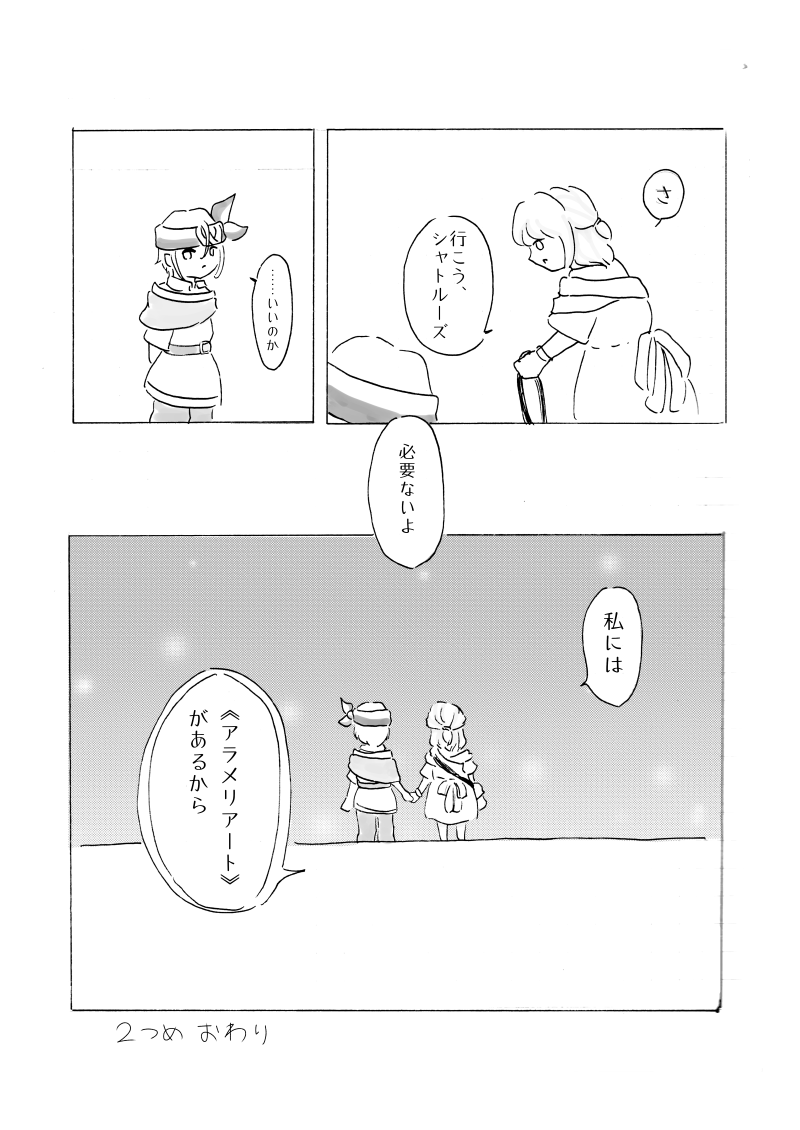 さ
行こう、
シャトルーズ
……いいのか
必要ないよ
私には
《アラメリアート》
があるから
2つめ おわり